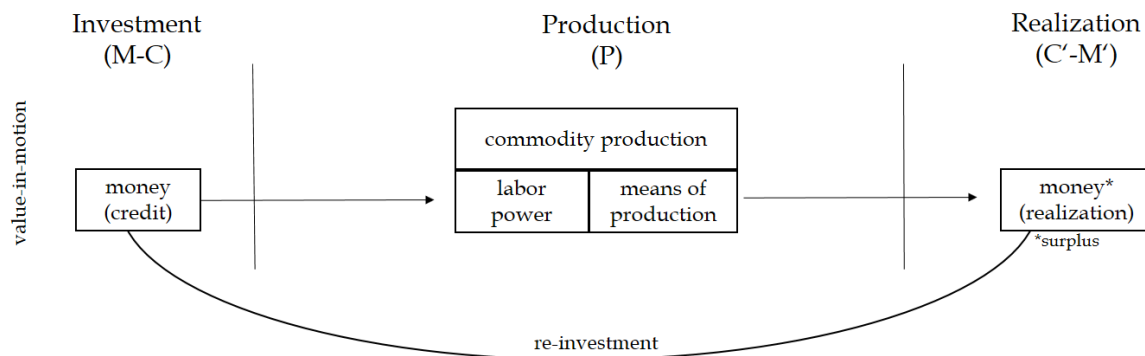 Investment
(M-C)
Production
(P)
Realization
(C‘-M‘)
value-in-motion
money
(credit)
commodity production
labor
power
means of
production
money*
(realization)
*surplus
re-investment